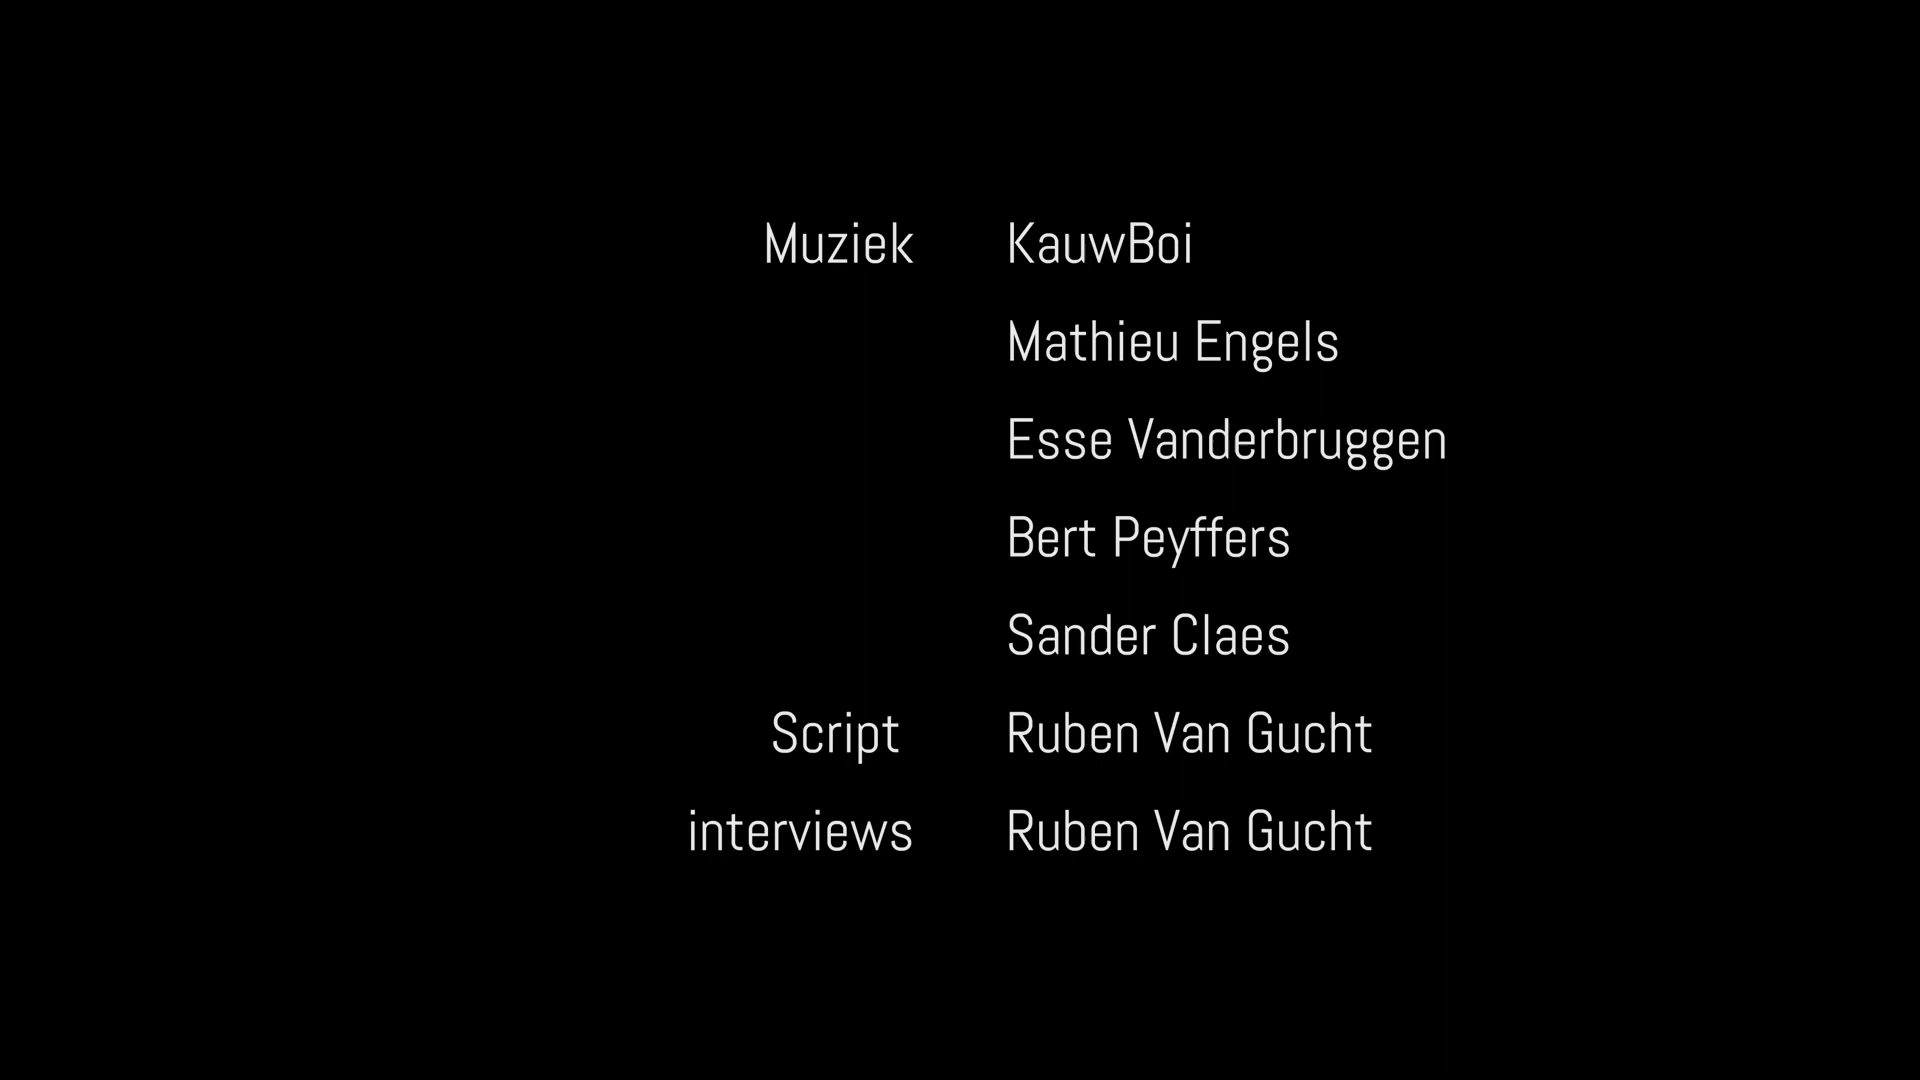 Muziek KauwBoi
Mathieu Engels
Esse Vanderbruggen
Bert Peyffers
Sander Claes
Script Ruben Van Gucht
interviews Ruben Van Gucht